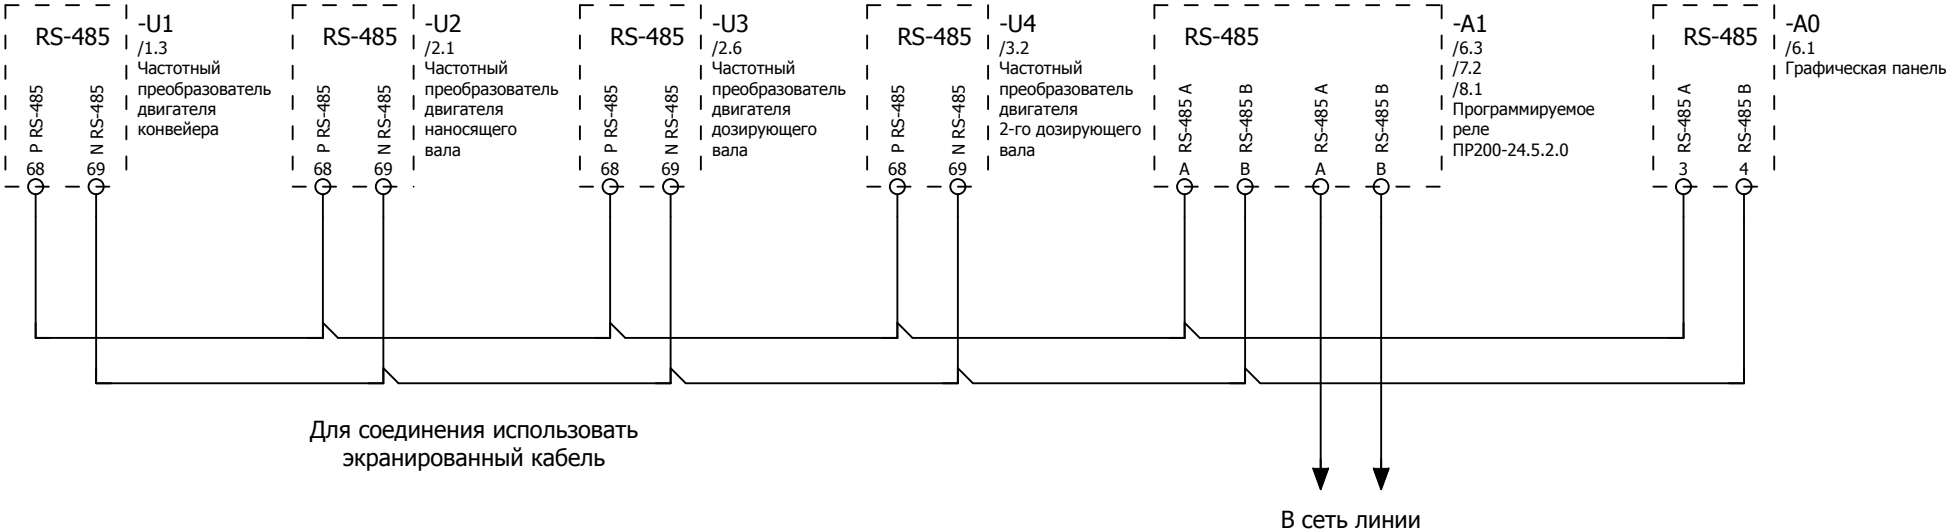 RS-485
-U1
/1.3
Частотный
преобразователь
двигателя
конвейера
P RS-485
N RS-485
68
69
RS-485
-U2
/2.1
Частотный
преобразователь
двигателя
наносящего
вала
P RS-485
N RS-485
68
69
RS-485
-U3
/2.6
Частотный
преобразователь
двигателя
дозирующего
вала
P RS-485
N RS-485
68
69
RS-485
-U4
/3.2
Частотный
преобразователь
двигателя
2-го дозирующего
вала
P RS-485
N RS-485
68
69
RS-485
-A1
/6.3
/7.2
/8.1
Программируемое
реле
ПР200-24.5.2.0
RS-485 A
RS-485 B
RS-485 A
RS-485 B
A
B
A
B
RS-485
-A0
/6.1
Графическая панель
RS-485 A
RS-485 B
3
4
Для соединения использовать
экранированный кабель
В сеть линии